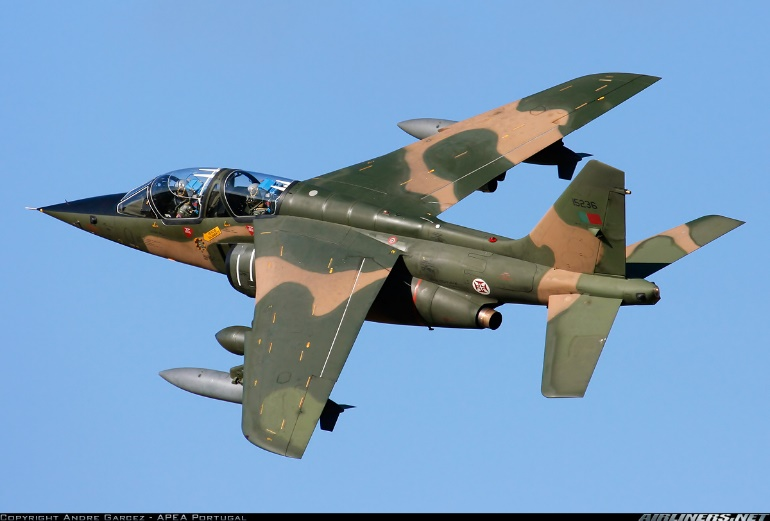 15236
Copyright Andre Garcez - APEA Portugal
AIRLINERS.NET